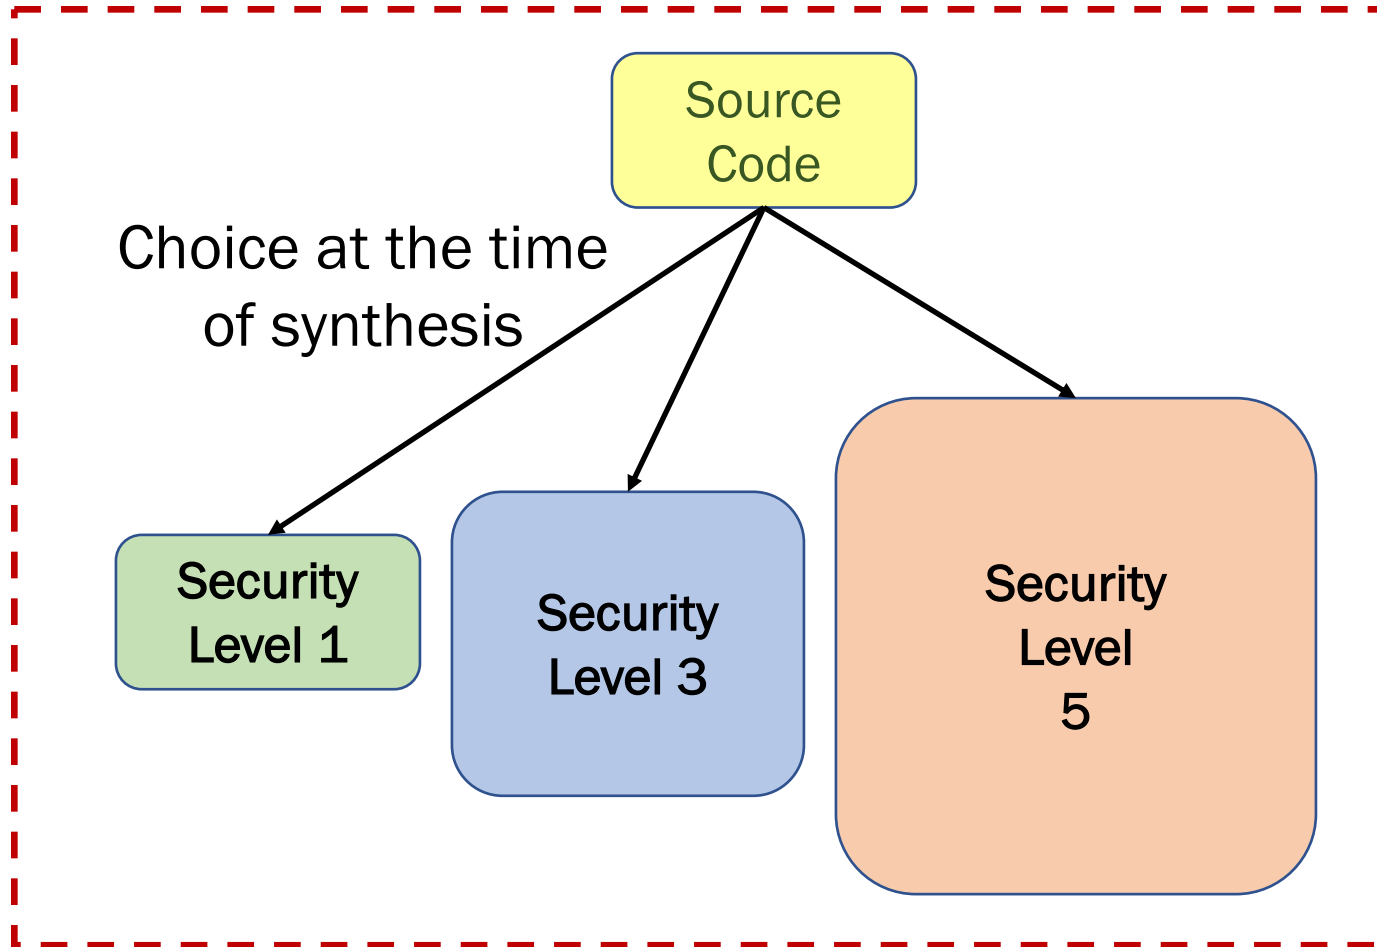 Source
Code
Choice at the time
of synthesis
Security
Level 1
Security
Level 3
Security
Level
5